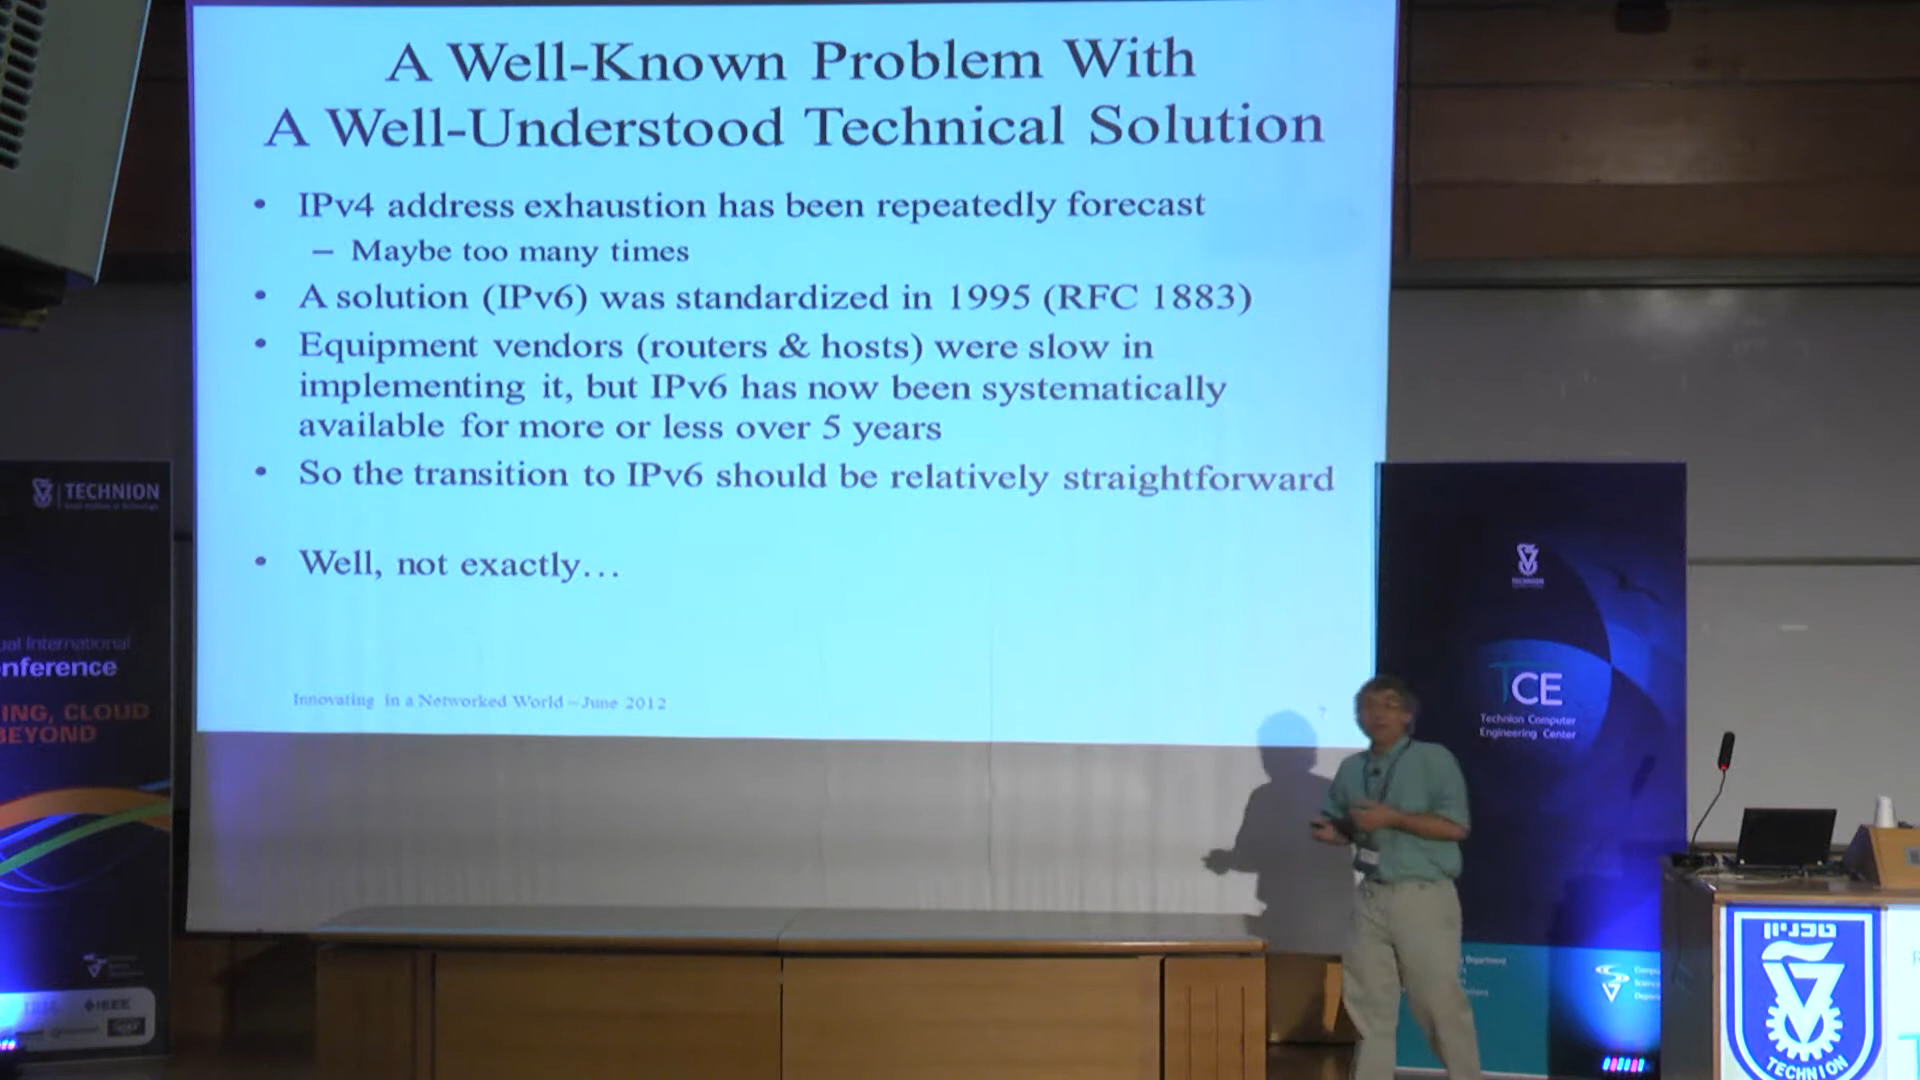 A Well-Known Problem With
A Well-Understood Technical Solution
• IPv4 address exhaustion has been repeatedly forecast
– Maybe too many times
• A solution (IPv6) was standardized in 1995 (RFC 1883)
• Equipment vendors (routers & hosts) were slow in
implementing it, but IPv6 has now been systematically
available for more or less over 5 years
• So the transition to IPv6 should be relatively straightforward
• Well, not exactly…
Innovating in a Networked World – June 2012
7
TECHNION
International
nference
ING, CLOUD
BEYOND
IEEE
TECHNION
TCE
Technion Computer
Engineering Center
Department
טכניון
TECHNION